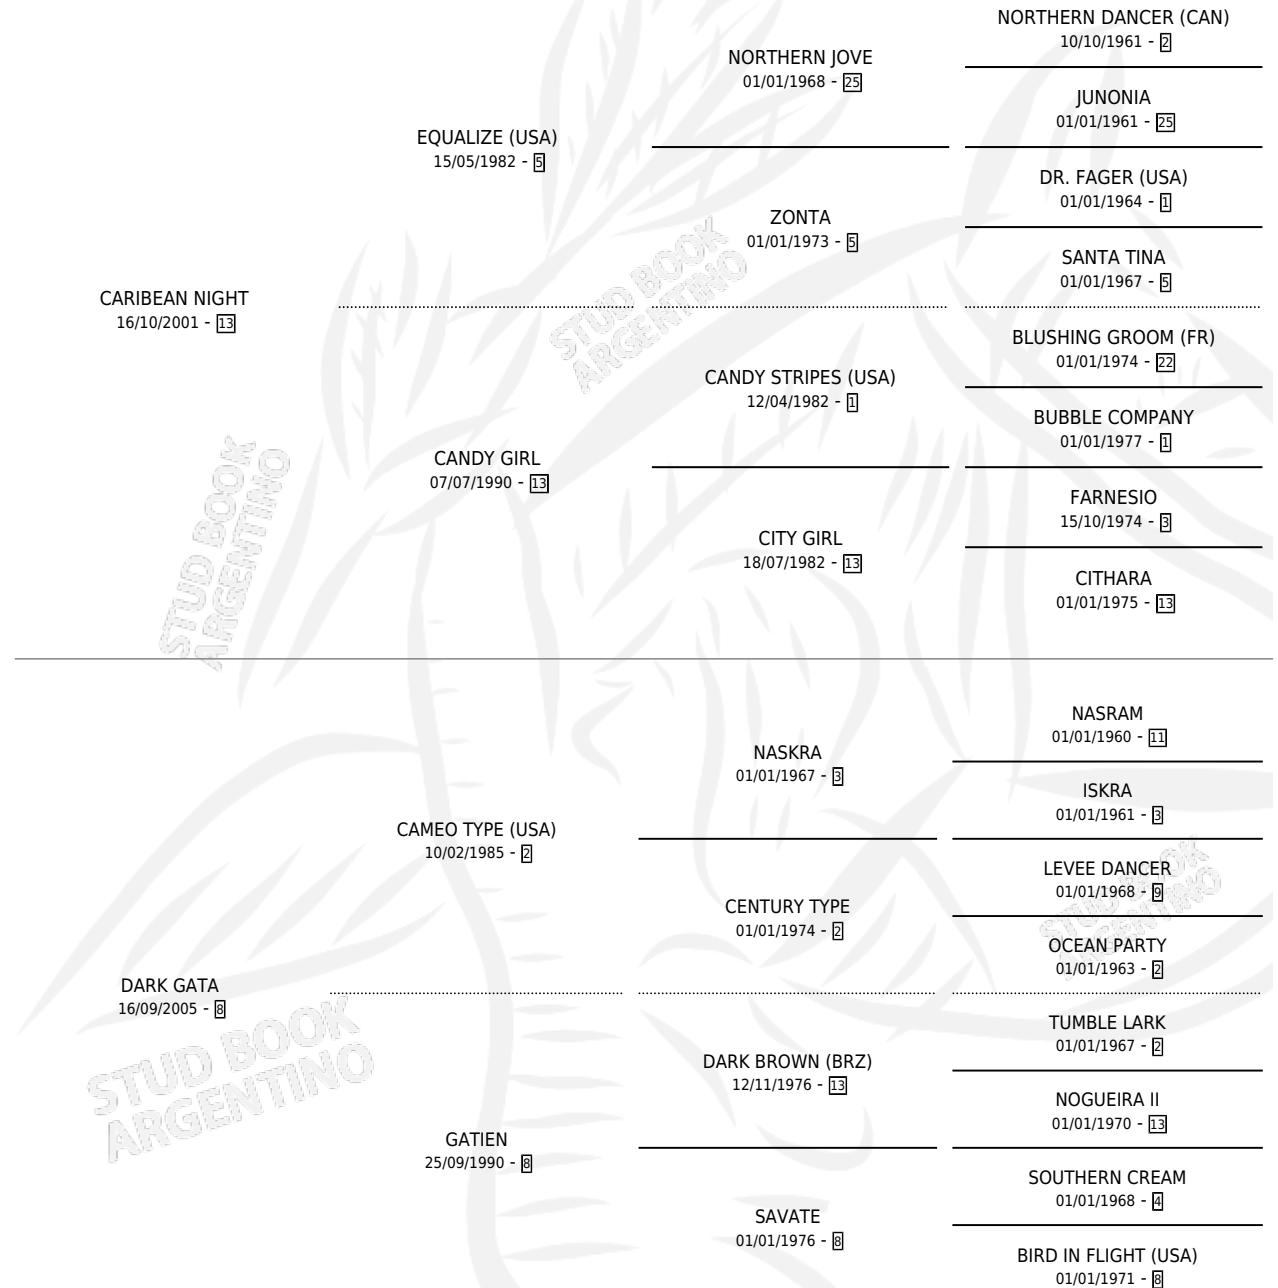 NORTHERN DANCER (CAN)
10/10/1961 - 2
NORTHERN JOVE
01/01/1968 - 25
JUNONIA
01/01/1961 - 25
EQUALIZE (USA)
15/05/1982 - 5
DR. FAGER (USA)
01/01/1964 - 1
ZONTA
01/01/1973 - 5
SANTA TINA
01/01/1967 - 5
CARIBEAN NIGHT
16/10/2001 - 13
STUD BOOK
ARGENTINO
BLUSHING GROOM (FR)
01/01/1974 - 22
CANDY STRIPES (USA)
12/04/1982 - 1
BUBBLE COMPANY
01/01/1977 - 1
CANDY GIRL
07/07/1990 - 13
FARNESIO
15/10/1974 - 3
CITY GIRL
18/07/1982 - 13
CITHARA
01/01/1975 - 13
STUD BOOK
ARGENTINO
NASRAM
01/01/1960 - 11
NASKRA
01/01/1967 - 3
ISKRA
01/01/1961 - 3
CAMEO TYPE (USA)
10/02/1985 - 2
LEVEE DANCER
01/01/1968 - 9
CENTURY TYPE
01/01/1974 - 2
OCEAN PARTY
01/01/1963 - 2
STUD BOOK
ARGENTINO
DARK GATA
16/09/2005 - 8
STUD BOOK
ARGENTINO
TUMBLE LARK
01/01/1967 - 2
DARK BROWN (BRZ)
12/11/1976 - 13
NOGUEIRA II
01/01/1970 - 13
GATIEN
25/09/1990 - 8
SOUTHERN CREAM
01/01/1968 - 4
SAVATE
01/01/1976 - 8
BIRD IN FLIGHT (USA)
01/01/1971 - 8